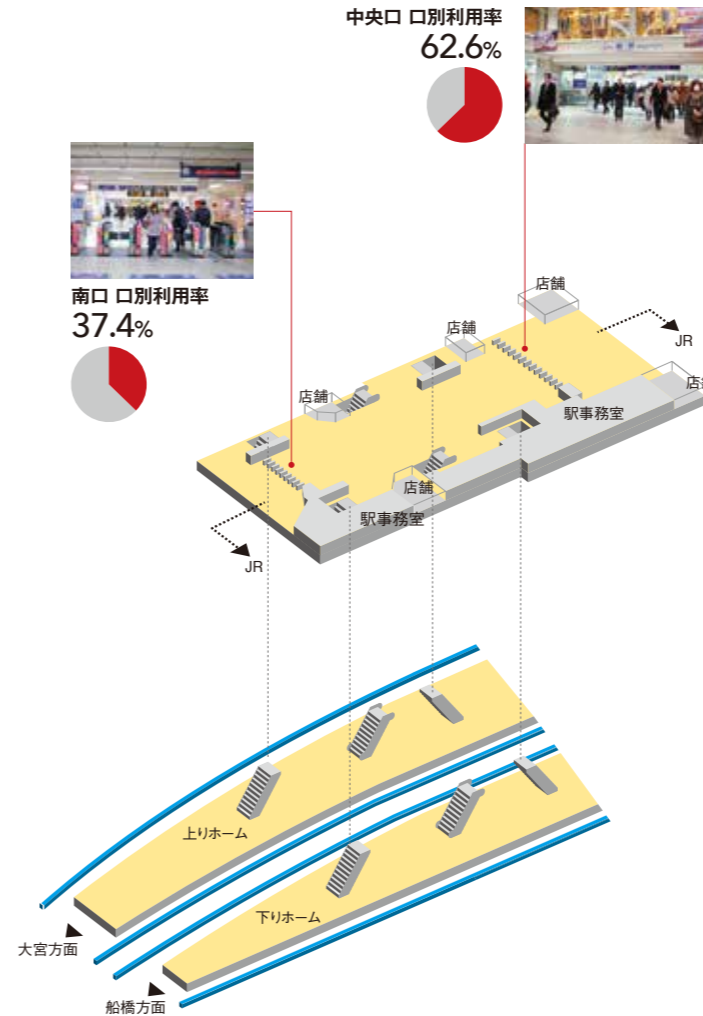 中央口 口別利用率
62.6%
南口 口別利用率
37.4%
店舗
JR
店舗
店舗
店舗
駅事務室
店舗
駅事務室
JR
上りホーム
下りホーム
大宮方面
船橋方面